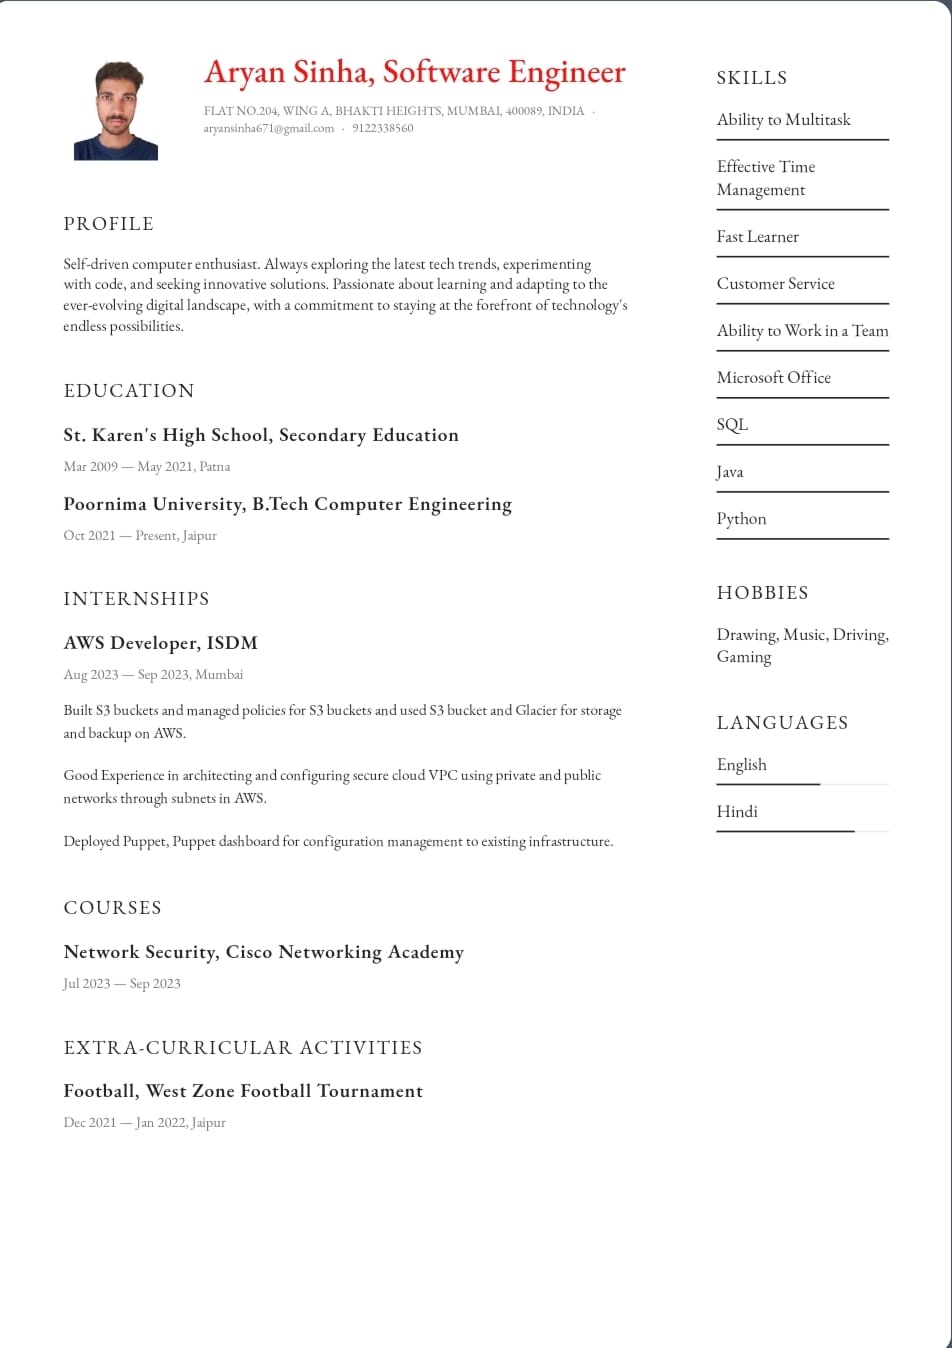 Aryan Sinha, Software Engineer
FLAT NO.204, WING A, BHAKTI HEIGHTS, MUMBAI, 400089, INDIA ·
aryansinha671@gmail.com · 9122338560
PROFILE
Self-driven computer enthusiast. Always exploring the latest tech trends, experimenting
with code, and seeking innovative solutions. Passionate about learning and adapting to the
ever-evolving digital landscape, with a commitment to staying at the forefront of technology's
endless possibilities.
EDUCATION
St. Karen's High School, Secondary Education
Mar 2009 — May 2021, Patna
Poornima University, B.Tech Computer Engineering
Oct 2021 — Present, Jaipur
INTERNSHIPS
AWS Developer, ISDM
Aug 2023 — Sep 2023, Mumbai
Built S3 buckets and managed policies for S3 buckets and used S3 bucket and Glacier for storage
and backup on AWS.
Good Experience in architecting and configuring secure cloud VPC using private and public
networks through subnets in AWS.
Deployed Puppet, Puppet dashboard for configuration management to existing infrastructure.
COURSES
Network Security, Cisco Networking Academy
Jul 2023 — Sep 2023
EXTRA-CURRICULAR ACTIVITIES
Football, West Zone Football Tournament
Dec 2021 — Jan 2022, Jaipur
SKILLS
Ability to Multitask
Effective Time
Management
Fast Learner
Customer Service
Ability to Work in a Team
Microsoft Office
SQL
Java
Python
HOBBIES
Drawing, Music, Driving,
Gaming
LANGUAGES
English
Hindi